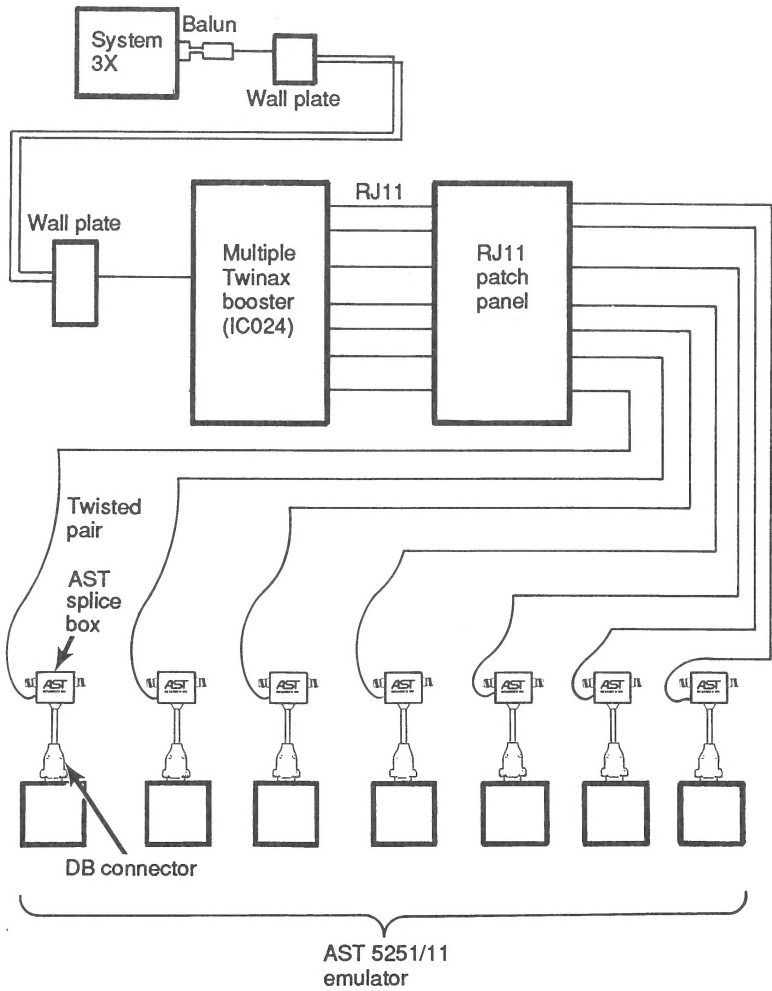 System
3X
Balun
Wall plate
Wall plate
Multiple
Twinax
booster
(IC024)
RJ11
RJ11
patch
panel
Twisted
pair
AST
splice
box
AST
AST
AST
AST
AST
AST
AST
DB connector
AST 5251/11
emulator